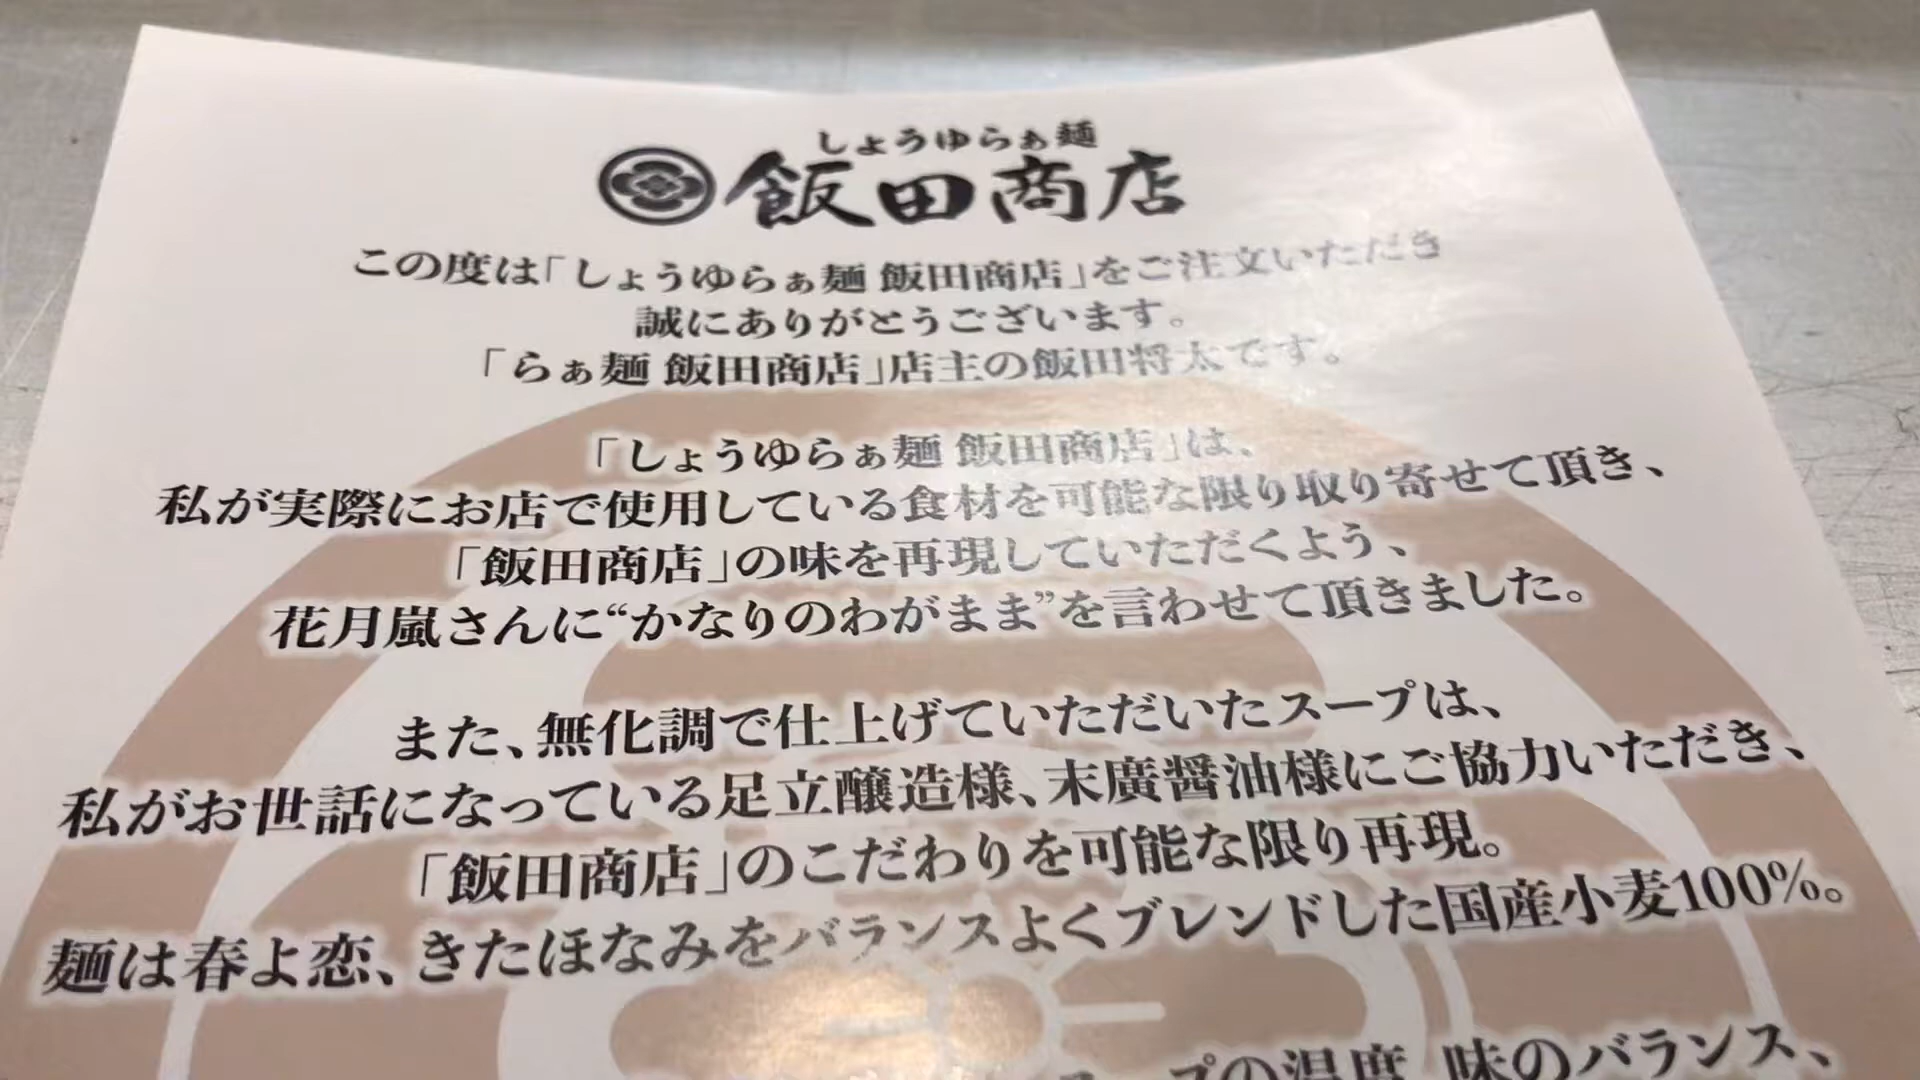 しょうゆらぁ麺
飯田商店
この度は「しょうゆらぁ麺 飯田商店」をご注文いただき
誠にありがとうございます。
「らぁ麺 飯田商店」店主の飯田将太です。
「しょうゆらぁ麺 飯田商店」は、
私が実際にお店で使用している食材を可能な限り取り寄せて頂き、
「飯田商店」の味を再現していただくよう、
花月嵐さんに“かなりのわがまま”を言わせて頂きました。
また、無化調で仕上げていただいたスープは、
私がお世話になっている足立醸造様、末廣醤油様にご協力いただき、
「飯田商店」のこだわりを可能な限り再現。
麺は春よ恋、きたほなみをバランスよくブレンドした国産小麦100%。
プの温度、味のバランス、